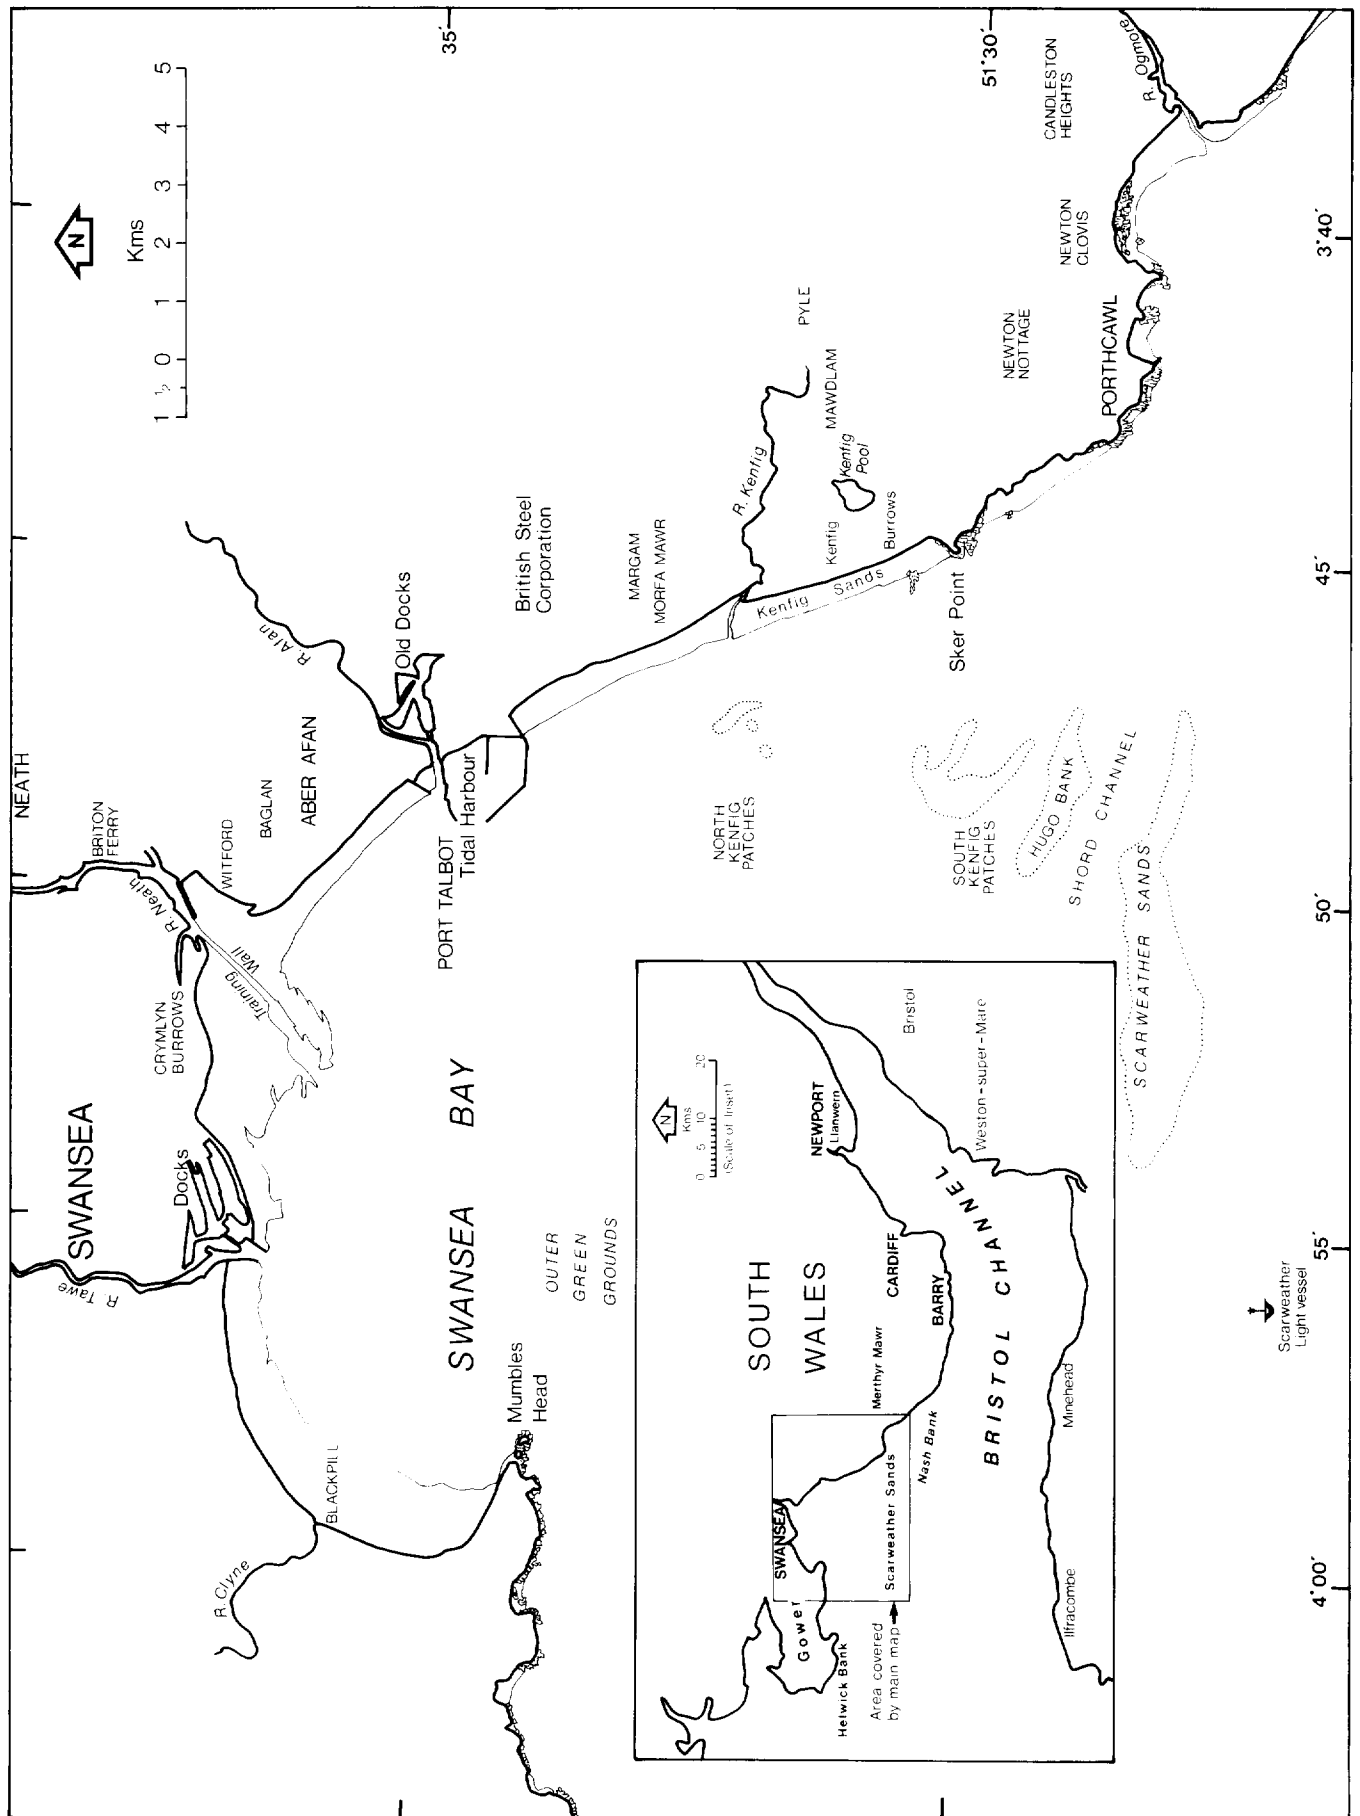 NEATH
35′
51°30′
5
4
3
2
1
0
½
1
Kms
N
SWANSEA
R. Tawe
Docks
CRYMLYN
BURROWS
R. Neath
BRITON
FERRY
Training
Wall
WITFORD
BAGLAN
ABER AFAN
R. Afan
Old Docks
PORT TALBOT
Tidal Harbour
British Steel
Corporation
MARGAM
MORFA MAWR
R. Kenfig
PYLE
MAWDLAM
Kenfig
Pool
Kenfig
Burrows
Kenfig Sands
Sker Point
NEWTON
NOTTAGE
PORTHCAWL
NEWTON
CLOVIS
CANDLESTON
HEIGHTS
R. Ogmore
R. Clyne
BLACKPILL
Mumbles
Head
SWANSEA BAY
OUTER
GREEN
GROUNDS
NORTH
KENFIG
PATCHES
SOUTH
KENFIG
PATCHES
HUGO BANK
SHORD CHANNEL
SCARWEATHER SANDS
Scarweather
Light vessel
4°00′
55′
50′
45′
3°40′
N
Kms
0 5 10 20
(Scale of Inset)
SOUTH
WALES
SWANSEA
Gower
Helwick Bank
Area covered
by main map
Scarweather Sands
Nash Bank
Merthyr Mawr
CARDIFF
BARRY
NEWPORT
Llanwern
Bristol
Weston-super-Mare
BRISTOL CHANNEL
Minehead
Ilfracombe